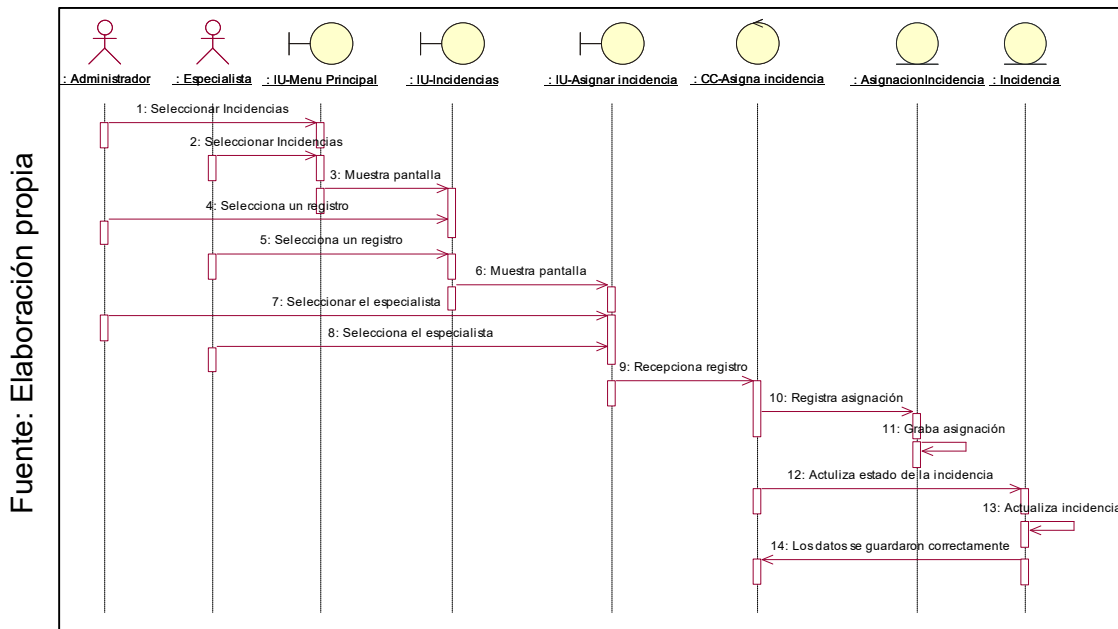 Fuente: Elaboración propia
: Administrador
: Especialista
: IU-Menu Principal
: IU-Incidencias
: IU-Asignar incidencia
: CC-Asigna incidencia
: AsignacionIncidencia
: Incidencia
1: Seleccionar Incidencias
2: Seleccionar Incidencias
3: Muestra pantalla
4: Selecciona un registro
5: Selecciona un registro
6: Muestra pantalla
7: Seleccionar el especialista
8: Selecciona el especialista
9: Recepciona registro
10: Registra asignación
11: Graba asignación
12: Actuliza estado de la incidencia
13: Actualiza incidencia
14: Los datos se guardaron correctamente